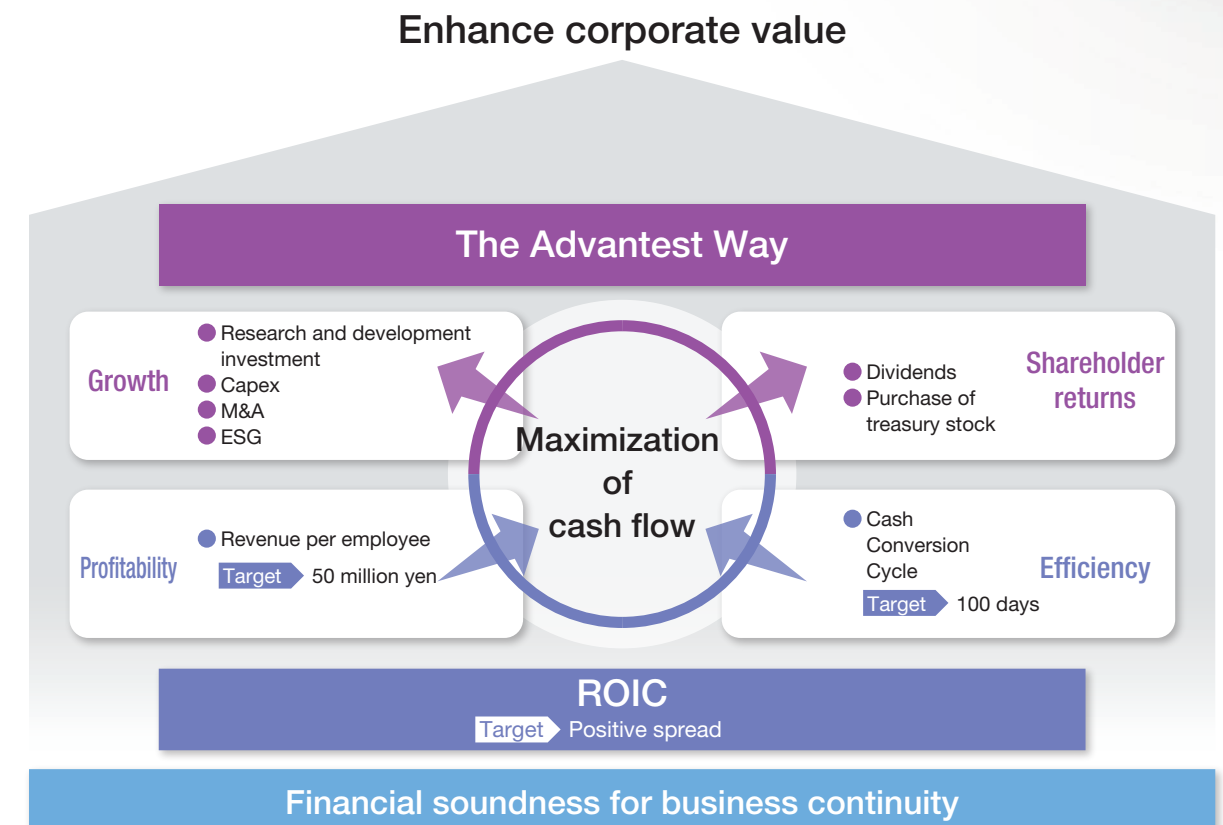 Enhance corporate value
The Advantest Way
Growth
Research and development
investment
Capex
M&A
ESG
Dividends
Purchase of
treasury stock
Shareholder
returns
Maximization
of
cash flow
Profitability
Revenue per employee
Target 50 million yen
Cash
Conversion
Cycle
Target 100 days
Efficiency
ROIC
Target Positive spread
Financial soundness for business continuity